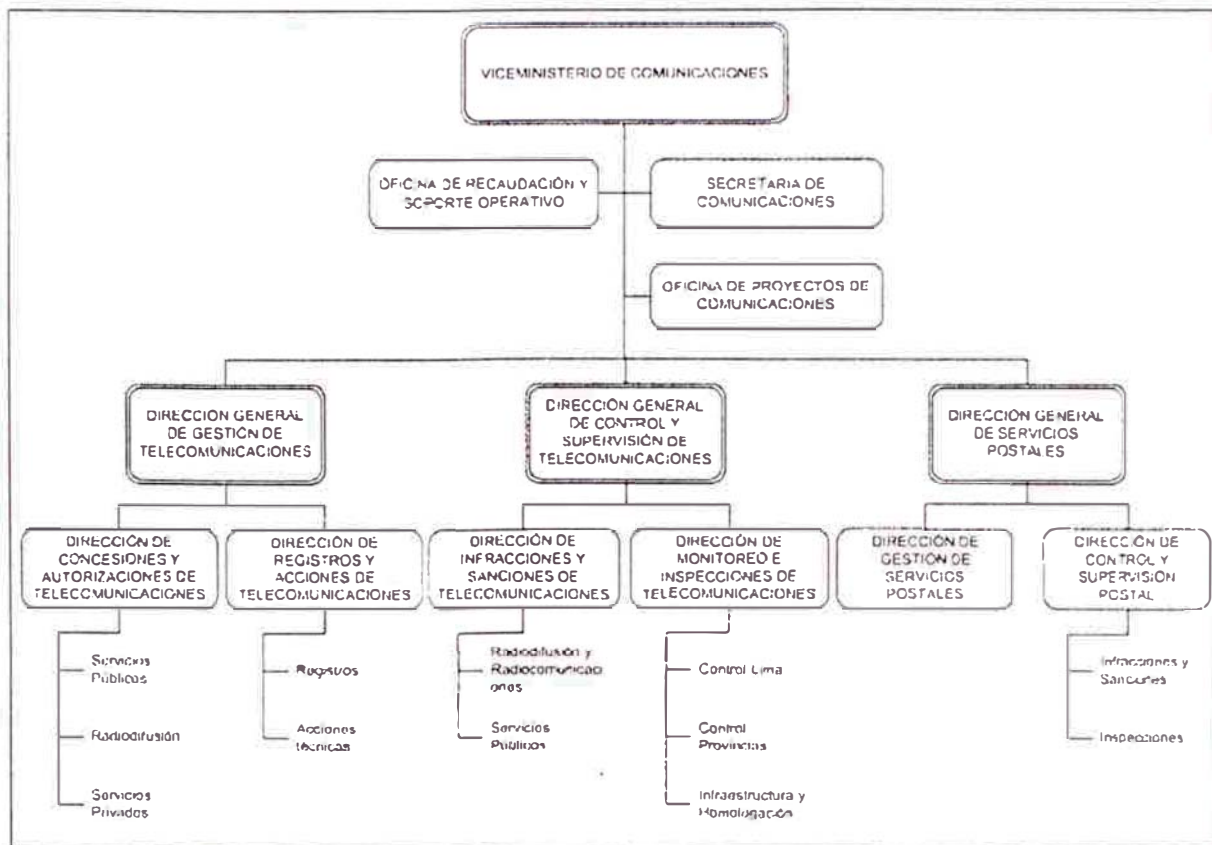 VICEMINISTERIO DE COMUNICACIONES
OFICINA DE RECAUDACIÓN Y
SOPORTE OPERATIVO
SECRETARIA DE
COMUNICACIONES
OFICINA DE PROYECTOS DE
COMUNICACIONES
DIRECCIÓN GENERAL
DE GESTIÓN DE
TELECOMUNICACIONES
DIRECCIÓN GENERAL
DE CONTROL Y
SUPERVISIÓN DE
TELECOMUNICACIONES
DIRECCIÓN GENERAL
DE SERVICIOS
POSTALES
DIRECCIÓN DE
CONCESIONES Y
AUTORIZACIONES DE
TELECOMUNICACIONES
DIRECCIÓN DE
REGISTROS Y
ACCIONES DE
TELECOMUNICACIONES
DIRECCIÓN DE
INFRACCIONES Y
SANCIONES DE
TELECOMUNICACIONES
DIRECCIÓN DE
MONITOREO E
INSPECCIONES DE
TELECOMUNICACIONES
DIRECCIÓN DE
GESTIÓN DE
SERVICIOS
POSTALES
DIRECCIÓN DE
CONTROL Y
SUPERVISIÓN
POSTAL
Servicios
Públicos
Radiodifusión
Servicios
Privados
Registros
Acciones
técnicas
Radiodifusión y
Radiocomunicaci
ones
Servicios
Públicos
Control Lima
Control
Provincias
Infraestructura y
Homologación
Infracciones y
Sanciones
Inspecciones